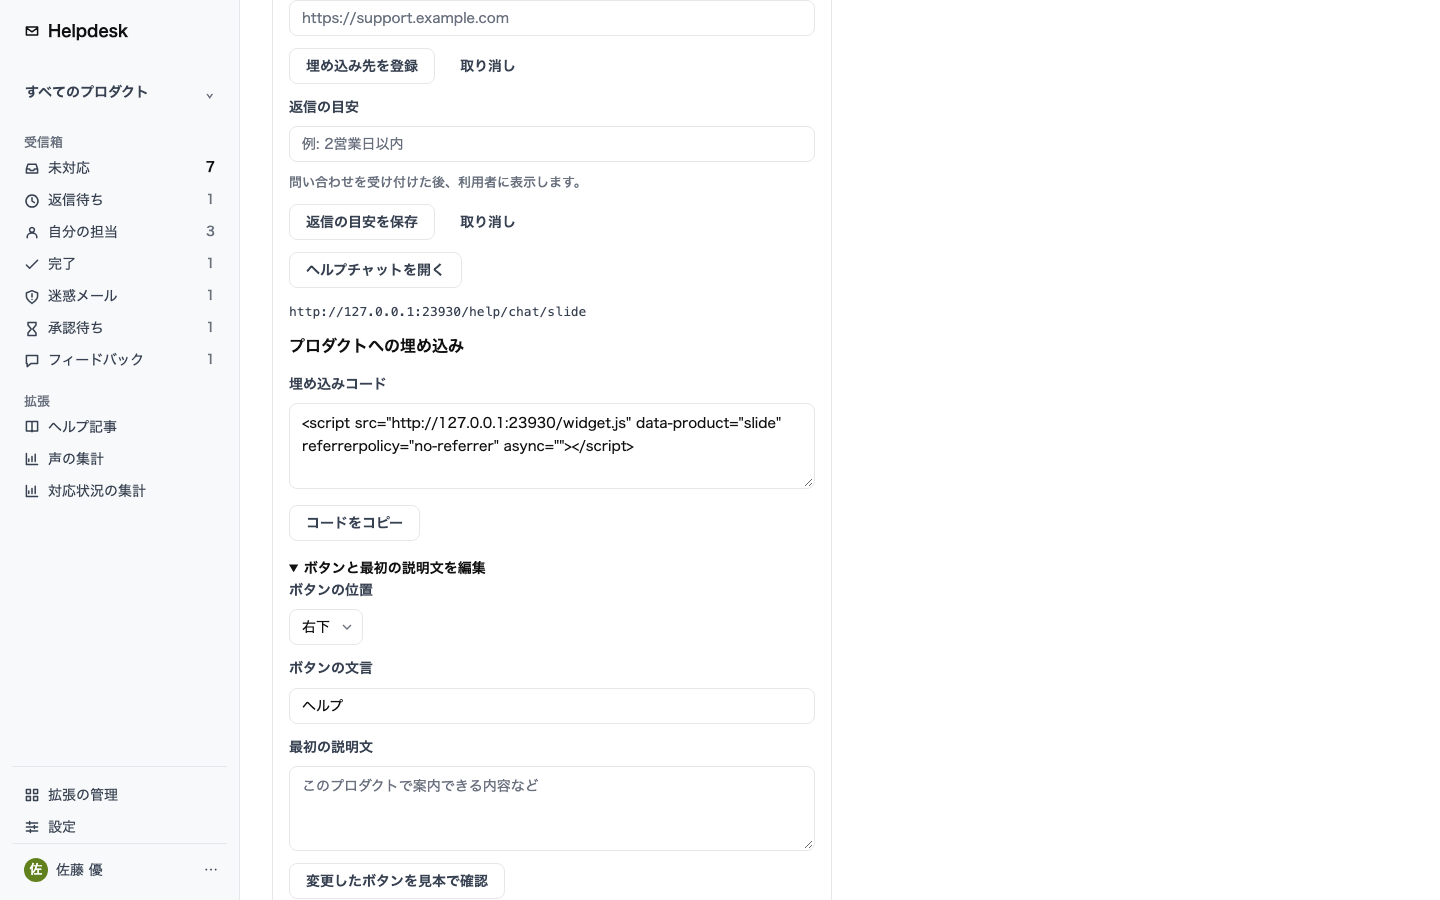 Helpdesk
すべてのプロダクト
受信箱
未対応 7
返信待ち 1
自分の担当 3
完了 1
迷惑メール 1
承認待ち 1
フィードバック 1
拡張
ヘルプ記事
声の集計
対応状況の集計
拡張の管理
設定
佐 佐藤 優 …
https://support.example.com
埋め込み先を登録 取り消し
返信の目安
例: 2営業日以内
問い合わせを受け付けた後、利用者に表示します。
返信の目安を保存 取り消し
ヘルプチャットを開く
http://127.0.0.1:23930/help/chat/slide
プロダクトへの埋め込み
埋め込みコード
<script src="http://127.0.0.1:23930/widget.js" data-product="slide"
referrerpolicy="no-referrer" async=""></script>
コードをコピー
▼ ボタンと最初の説明文を編集
ボタンの位置
右下
ボタンの文言
ヘルプ
最初の説明文
このプロダクトで案内できる内容など
変更したボタンを見本で確認